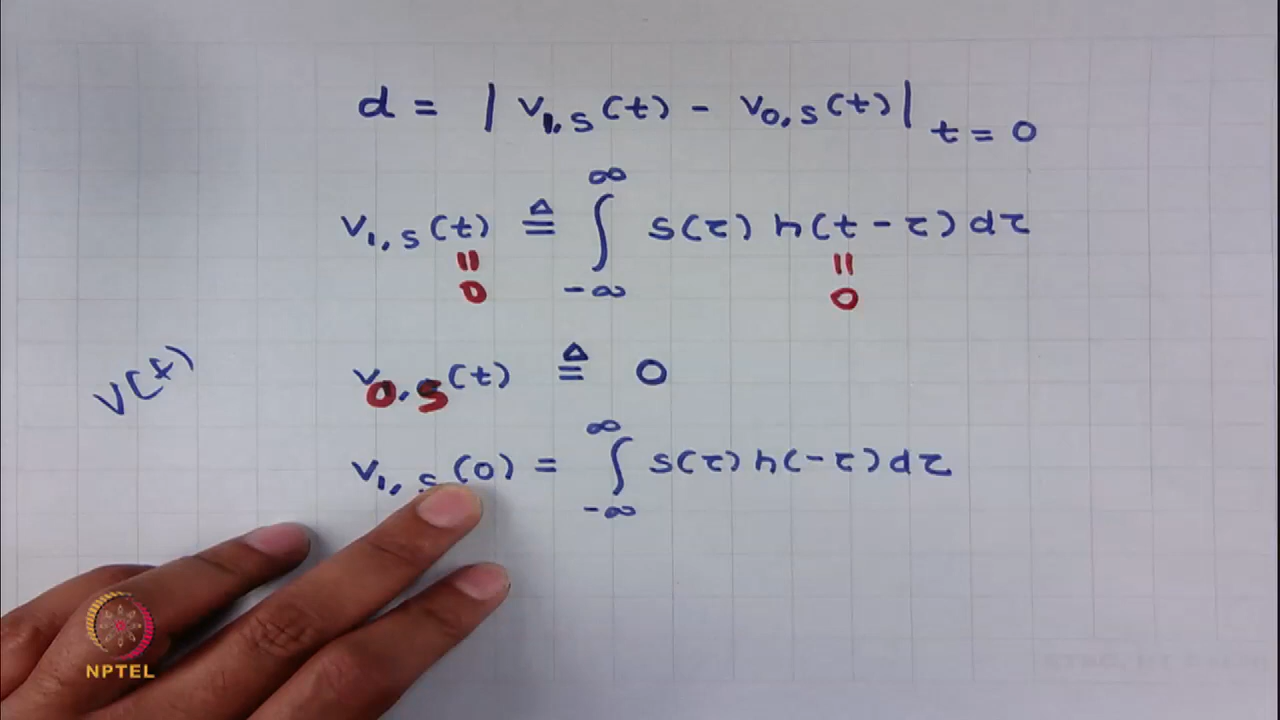 d = | v₁,s(t) - v₀,s(t) | t = 0
v₁,s(t) ≜ ∫_{-∞}^{∞} s(τ) h(t - τ) dτ
= 0 = 0
v(t)
v₀,s(t) ≜ 0
v₁,s(0) = ∫_{-∞}^{∞} s(τ) h(-τ) dτ
NPTEL